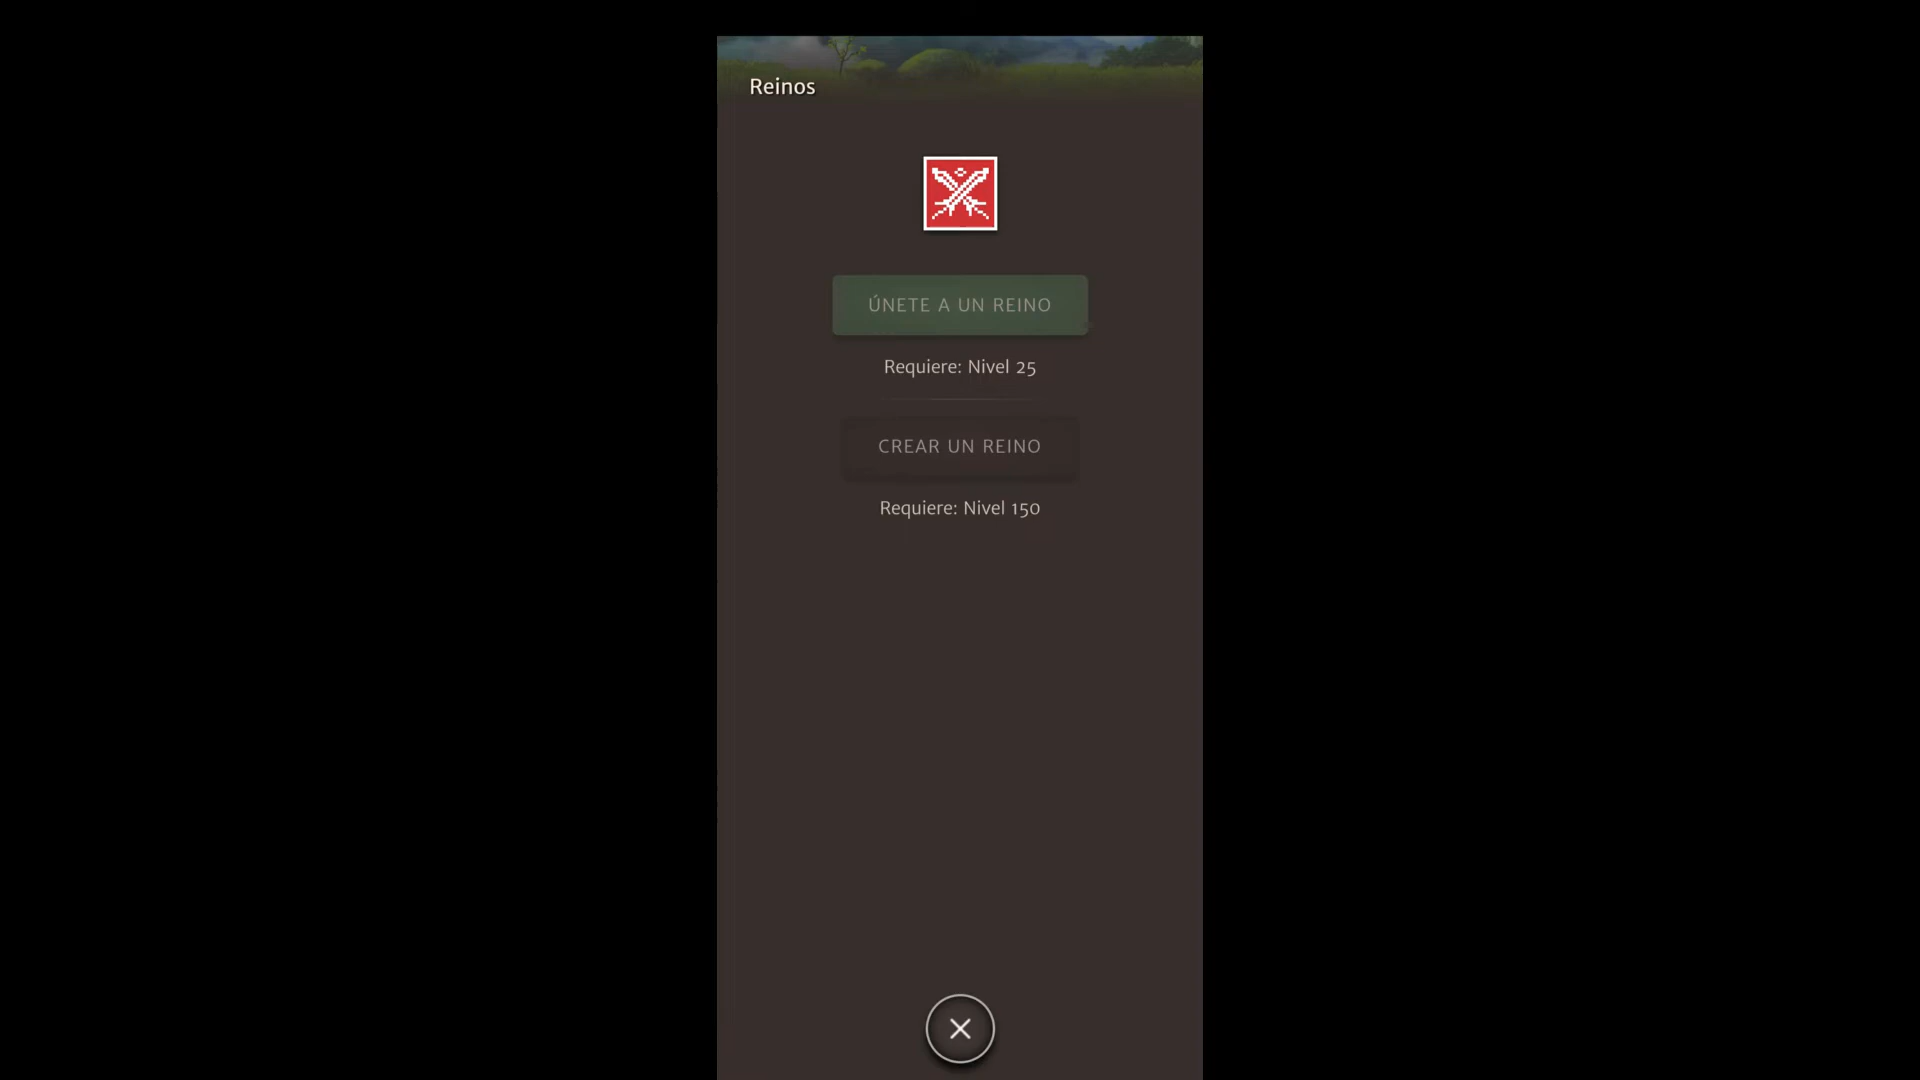 Reinos
ÚNETE A UN REINO
Requiere: Nivel 25
CREAR UN REINO
Requiere: Nivel 150